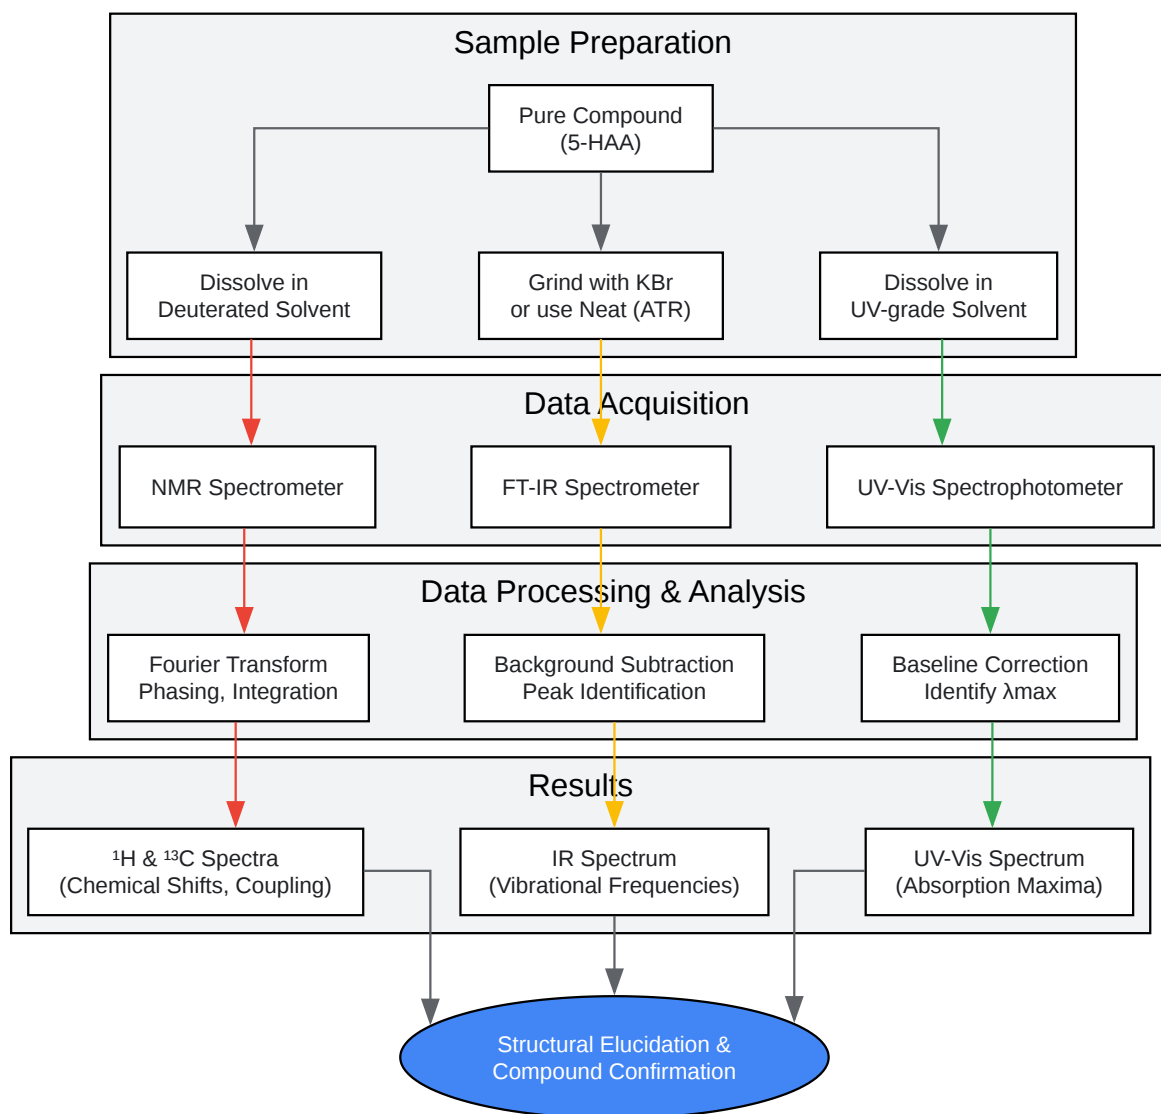 Sample Preparation
Pure Compound
(5-HAA)
Dissolve in
Deuterated Solvent
Grind with KBr
or use Neat (ATR)
Dissolve in
UV-grade Solvent
Data Acquisition
NMR Spectrometer
FT-IR Spectrometer
UV-Vis Spectrophotometer
Data Processing & Analysis
Fourier Transform
Phasing, Integration
Background Subtraction
Peak Identification
Baseline Correction
Identify λmax
Results
¹H & ¹³C Spectra
(Chemical Shifts, Coupling)
IR Spectrum
(Vibrational Frequencies)
UV-Vis Spectrum
(Absorption Maxima)
Structural Elucidation &
Compound Confirmation